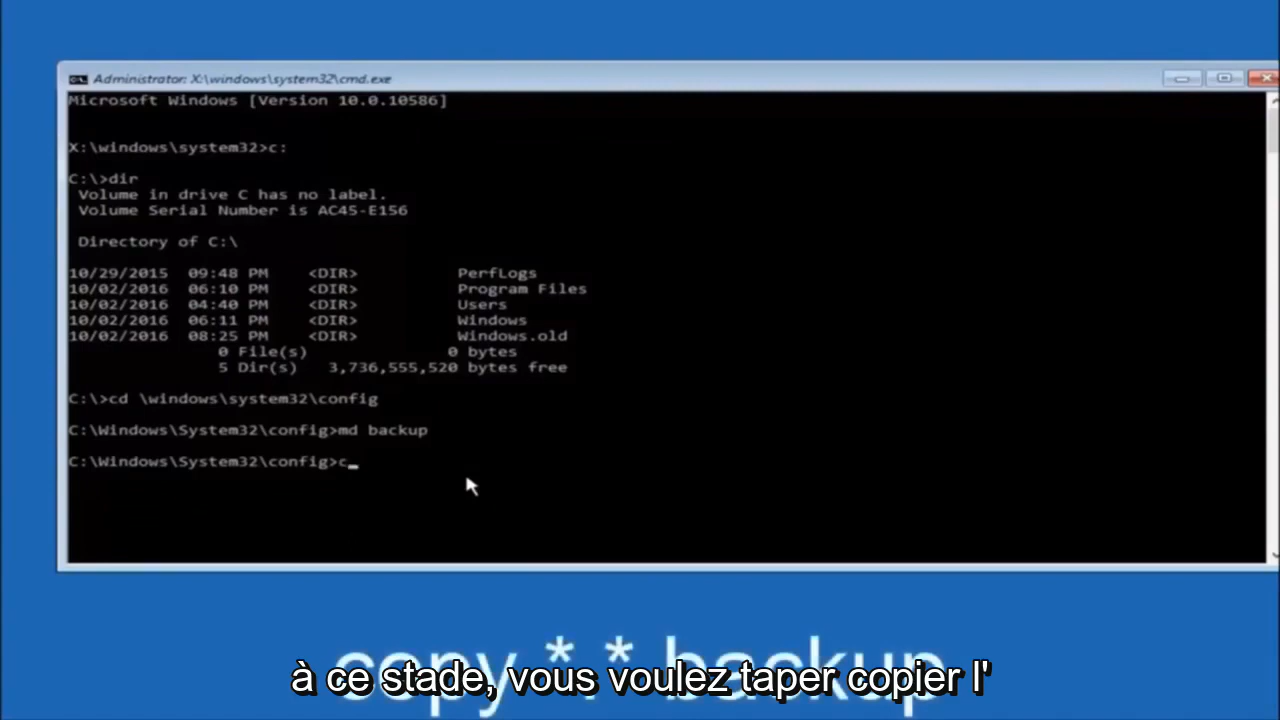 Administrator: X:\windows\system32\cmd.exe
Microsoft Windows [Version 10.0.10586]
X:\windows\system32>c:
C:\>dir
Volume in drive C has no label.
Volume Serial Number is AC45-E156
Directory of C:\
10/29/2015 09:48 PM <DIR> PerfLogs
10/02/2016 06:10 PM <DIR> Program Files
10/02/2016 04:40 PM <DIR> Users
10/02/2016 06:11 PM <DIR> Windows
10/02/2016 08:25 PM <DIR> Windows.old
0 File(s) 0 bytes
5 Dir(s) 3,736,555,520 bytes free
C:\>cd \windows\system32\config
C:\Windows\System32\config>md backup
C:\Windows\System32\config>c_
copy *.* backup
à ce stade, vous voulez taper copier l'